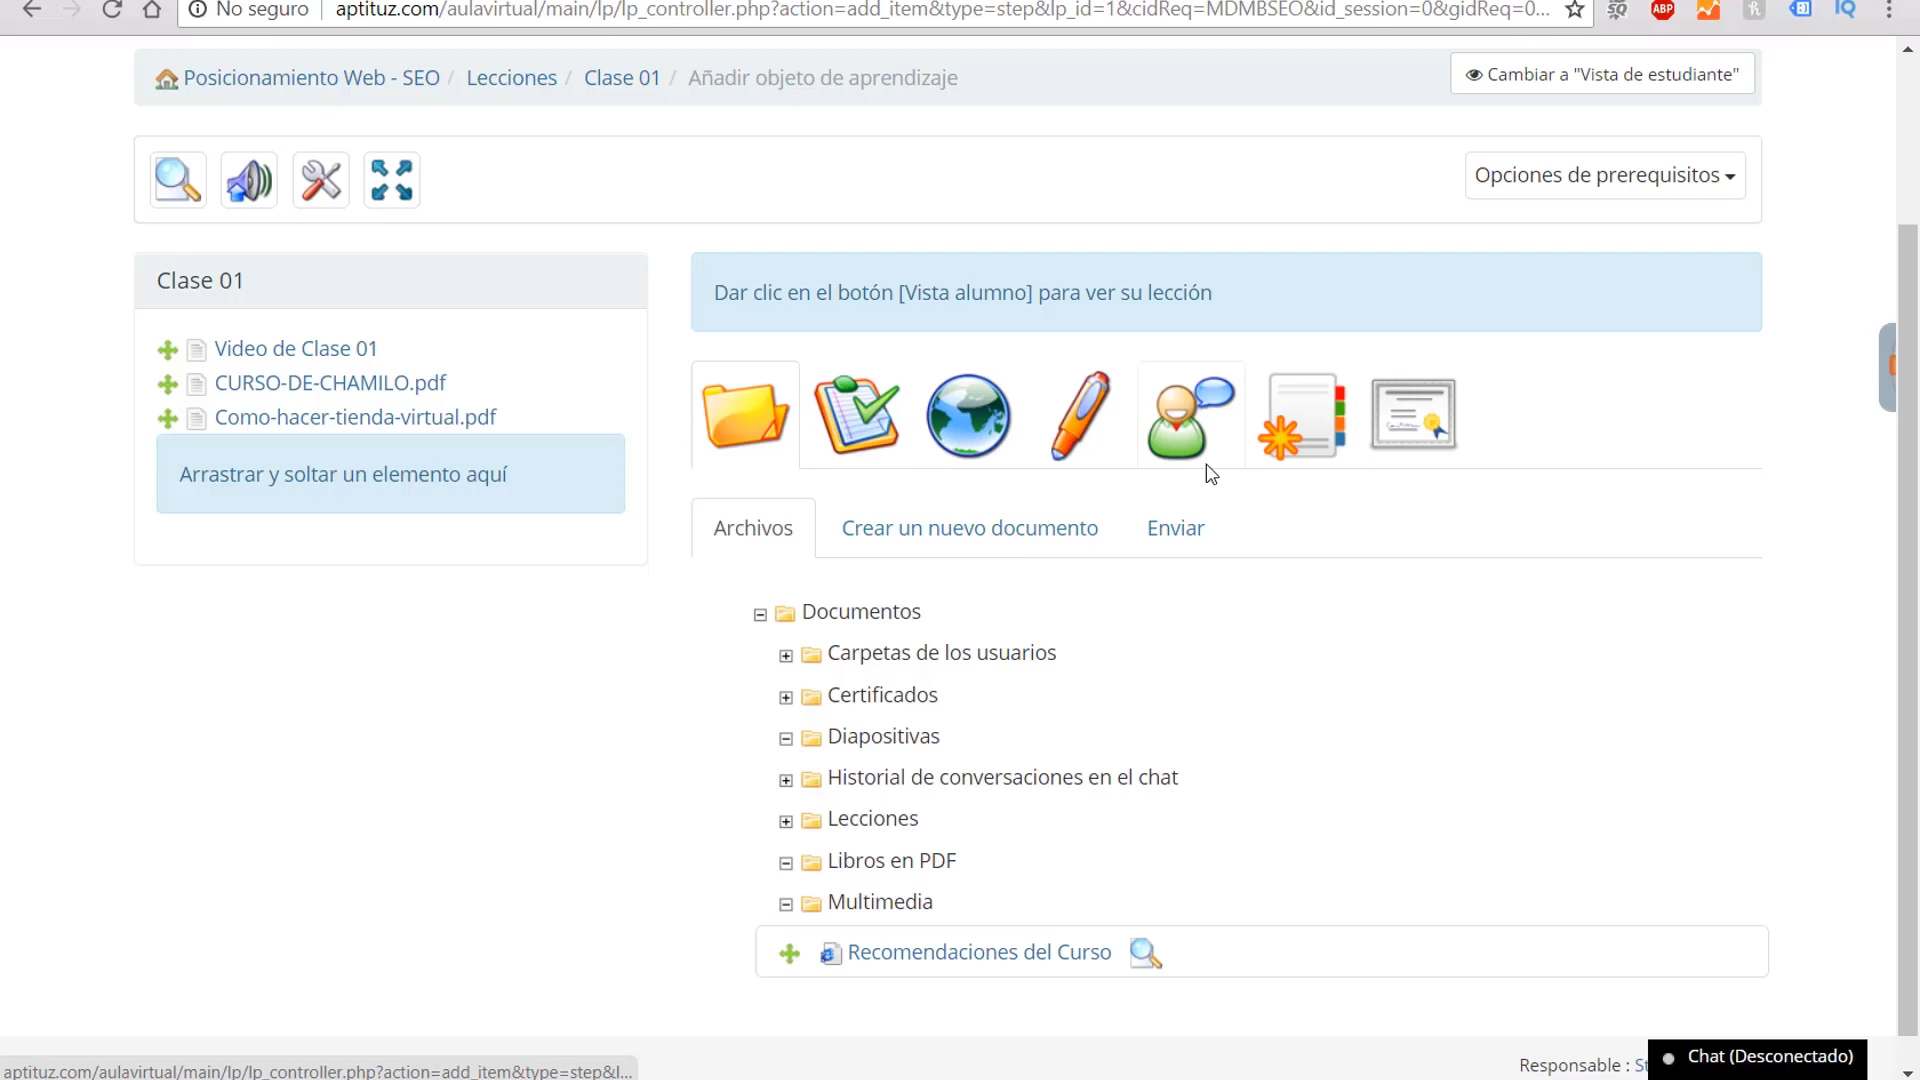 No seguro
aptituz.com/aulavirtual/main/lp/lp_controller.php?action=add_item&type=step&lp_id=1&cidReq=MDMBSEO&id_session=0&gidReq=0...
ABP
Posicionamiento Web - SEO / Lecciones / Clase 01 / Añadir objeto de aprendizaje
Cambiar a "Vista de estudiante"
Opciones de prerequisitos
Clase 01
Dar clic en el botón [Vista alumno] para ver su lección
Video de Clase 01
CURSO-DE-CHAMILO.pdf
Como-hacer-tienda-virtual.pdf
Arrastrar y soltar un elemento aquí
Archivos
Crear un nuevo documento
Enviar
Documentos
Carpetas de los usuarios
Certificados
Diapositivas
Historial de conversaciones en el chat
Lecciones
Libros en PDF
Multimedia
Recomendaciones del Curso
Responsable :
Chat (Desconectado)
aptituz.com/aulavirtual/main/lp/lp_controller.php?action=add_item&type=step&l...